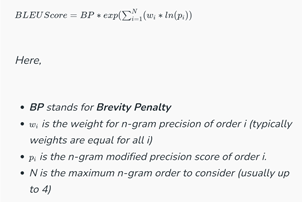 BLEUScore = BP * exp(∑_{i=1}^{N}(w_i * ln(p_i))
Here,
• BP stands for Brevity Penalty
• w_i is the weight for n-gram precision of order i (typically
weights are equal for all i)
• p_i is the n-gram modified precision score of order i.
• N is the maximum n-gram order to consider (usually up
to 4)